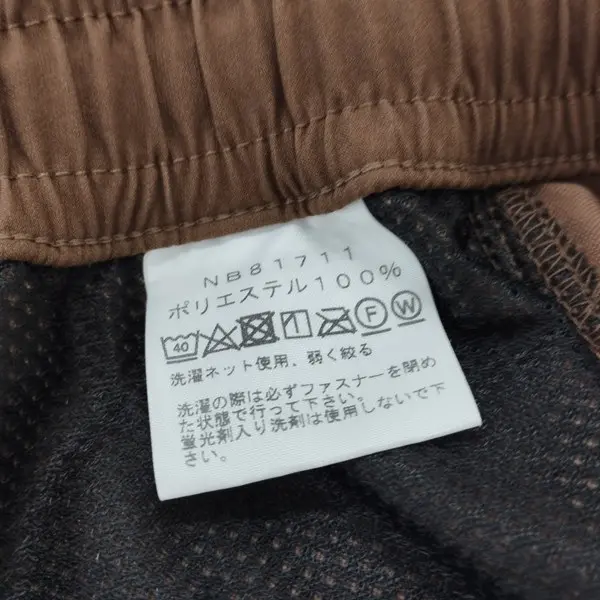 NB81711
ポリエステル100%
40 F W
洗濯ネット使用、弱く絞る
洗濯の際は必ずファスナーを閉め
た状態で行って下さい。
蛍光剤入り洗剤は使用しないで下
さい。